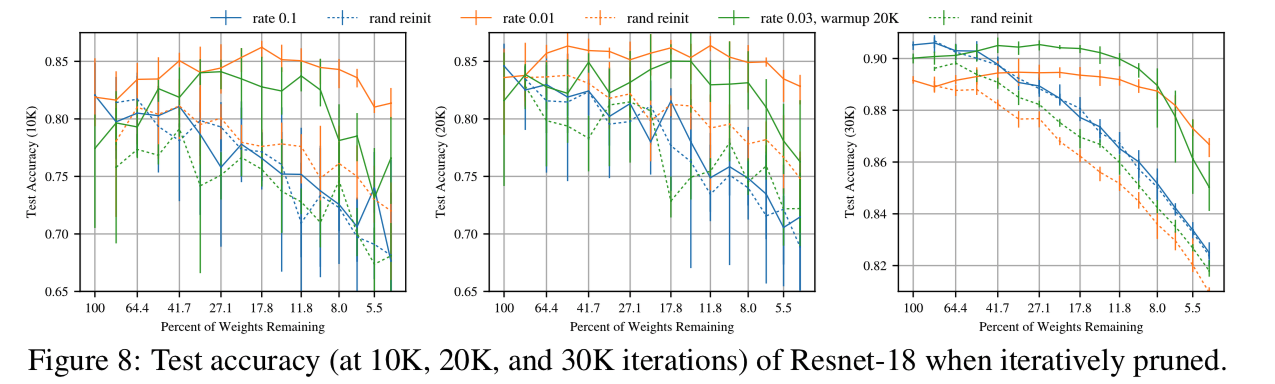 rate 0.1 rand reinit rate 0.01 rand reinit rate 0.03, warmup 20K rand reinit
Test Accuracy (10K)
0.85
0.80
0.75
0.70
0.65
100 64.4 41.7 27.1 17.8 11.8 8.0 5.5
Percent of Weights Remaining
Test Accuracy (20K)
0.85
0.80
0.75
0.70
0.65
100 64.4 41.7 27.1 17.8 11.8 8.0 5.5
Percent of Weights Remaining
Test Accuracy (30K)
0.90
0.88
0.86
0.84
0.82
100 64.4 41.7 27.1 17.8 11.8 8.0 5.5
Percent of Weights Remaining
Figure 8: Test accuracy (at 10K, 20K, and 30K iterations) of Resnet-18 when iteratively pruned.